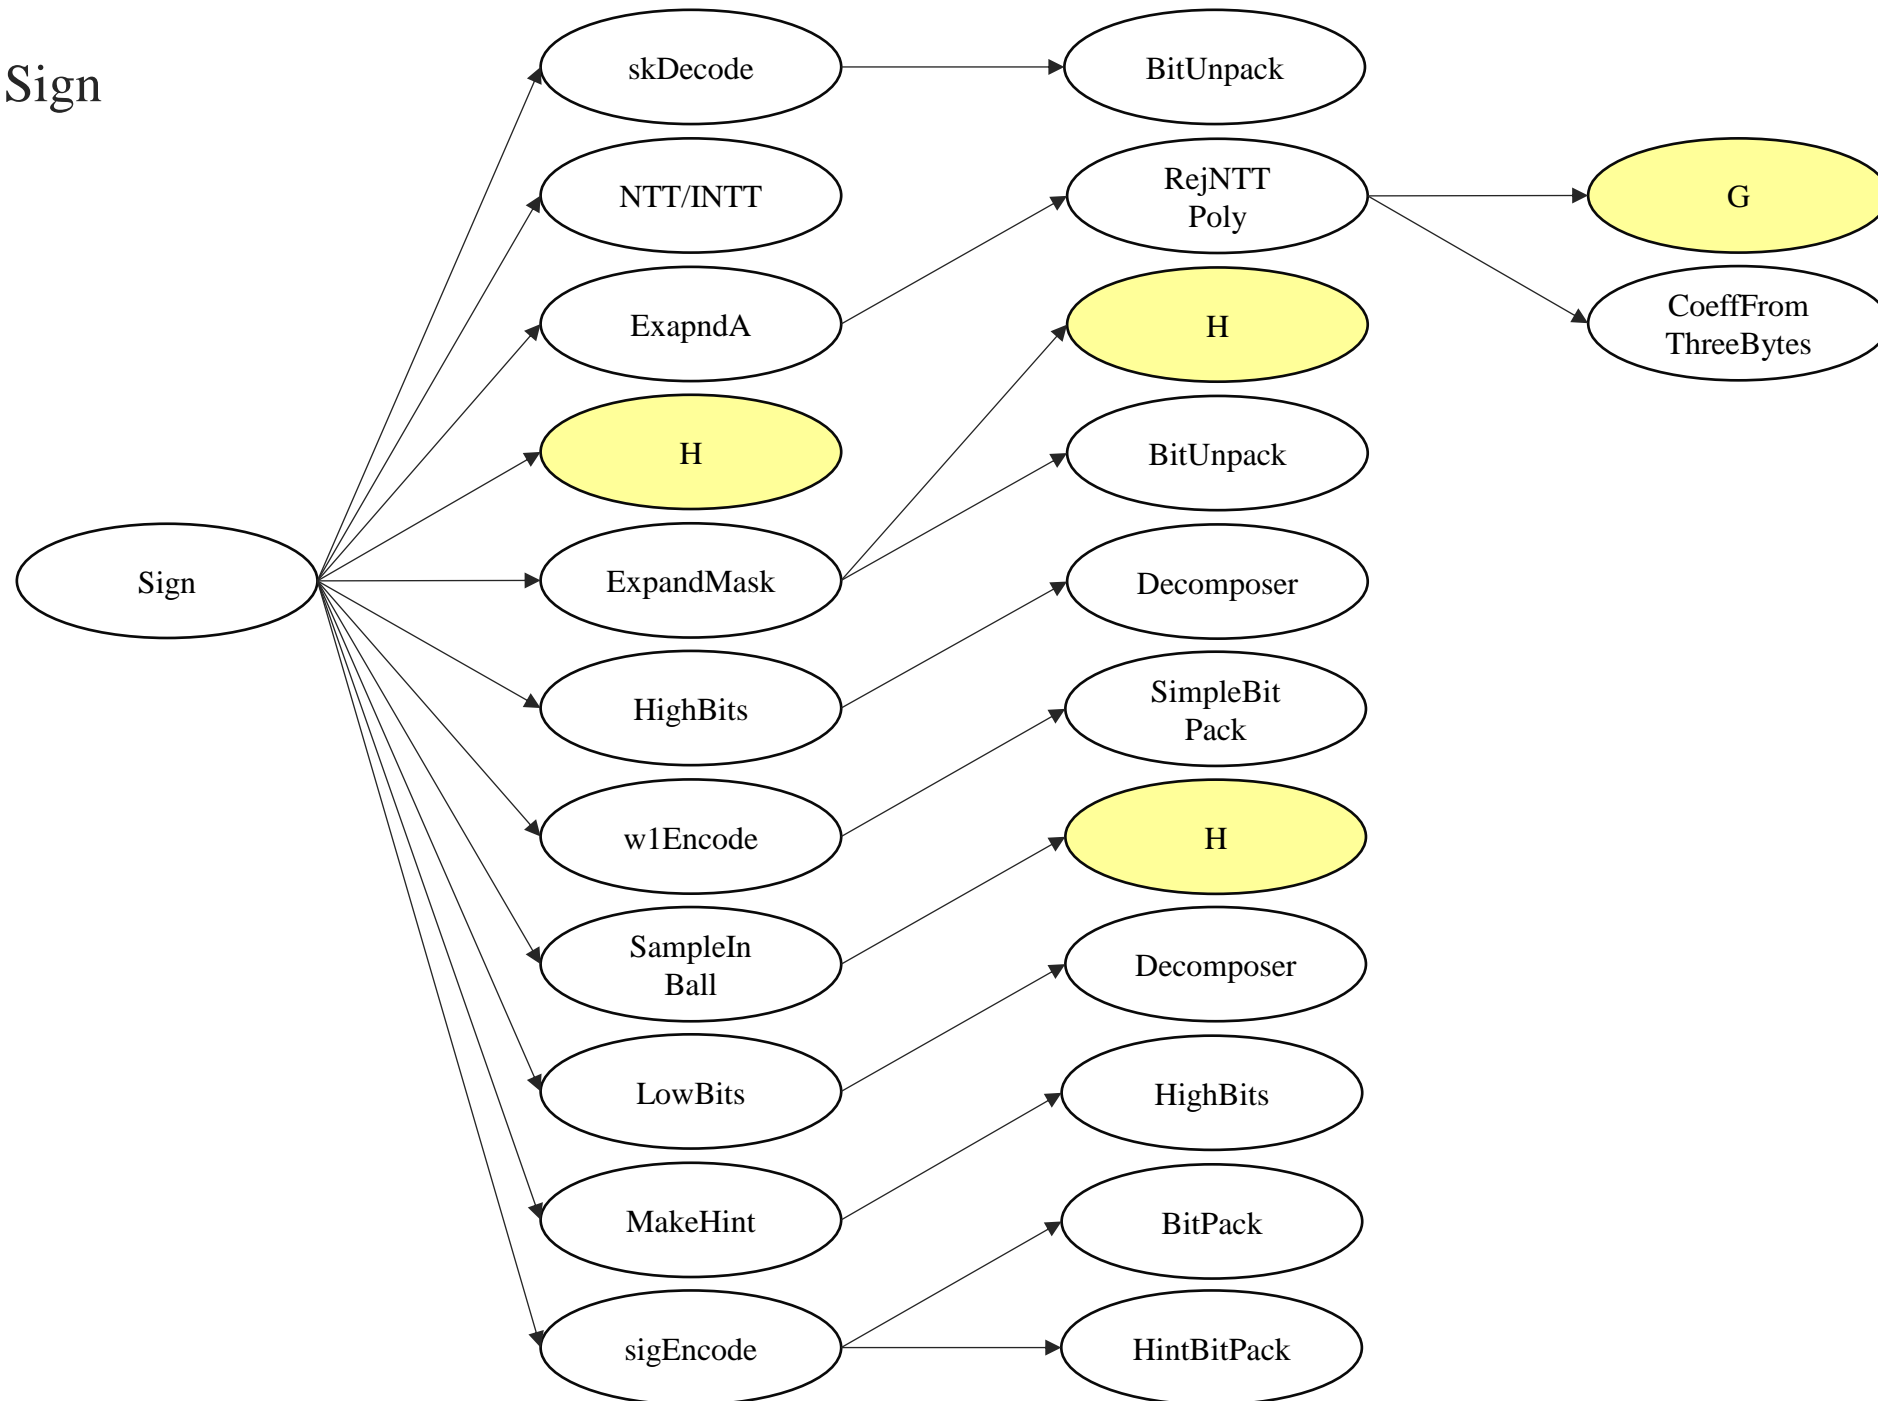 Sign
skDecode
BitUnpack
NTT/INTT
RejNTT
Poly
G
ExapndA
H
CoeffFrom
ThreeBytes
H
BitUnpack
Sign
ExpandMask
Decomposer
HighBits
SimpleBit
Pack
w1Encode
H
SampleIn
Ball
Decomposer
LowBits
HighBits
MakeHint
BitPack
sigEncode
HintBitPack